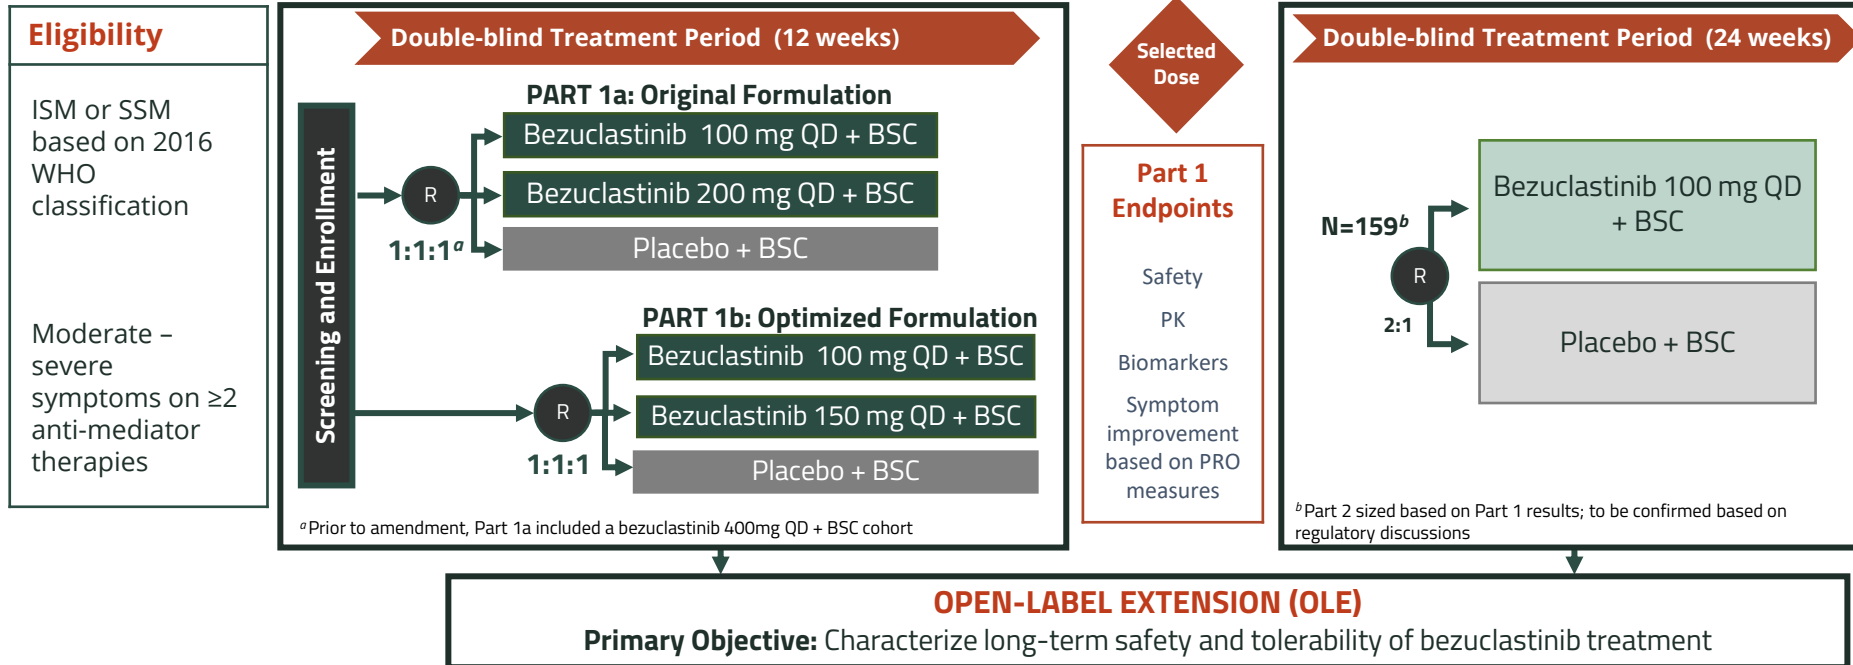 Eligibility
ISM or SSM
based on 2016
WHO
classification
Moderate –
severe
symptoms on ≥2
anti-mediator
therapies
Double-blind Treatment Period (12 weeks)
Screening and Enrollment
PART 1a: Original Formulation
R
1:1:1ᵃ
Bezuclastinib 100 mg QD + BSC
Bezuclastinib 200 mg QD + BSC
Placebo + BSC
PART 1b: Optimized Formulation
R
1:1:1
Bezuclastinib 100 mg QD + BSC
Bezuclastinib 150 mg QD + BSC
Placebo + BSC
ᵃ Prior to amendment, Part 1a included a bezuclastinib 400mg QD + BSC cohort
Selected
Dose
Part 1
Endpoints
Safety
PK
Biomarkers
Symptom
improvement
based on PRO
measures
Double-blind Treatment Period (24 weeks)
N=159ᵇ
R
2:1
Bezuclastinib 100 mg QD
+ BSC
Placebo + BSC
ᵇ Part 2 sized based on Part 1 results; to be confirmed based on
regulatory discussions
OPEN-LABEL EXTENSION (OLE)
Primary Objective: Characterize long-term safety and tolerability of bezuclastinib treatment